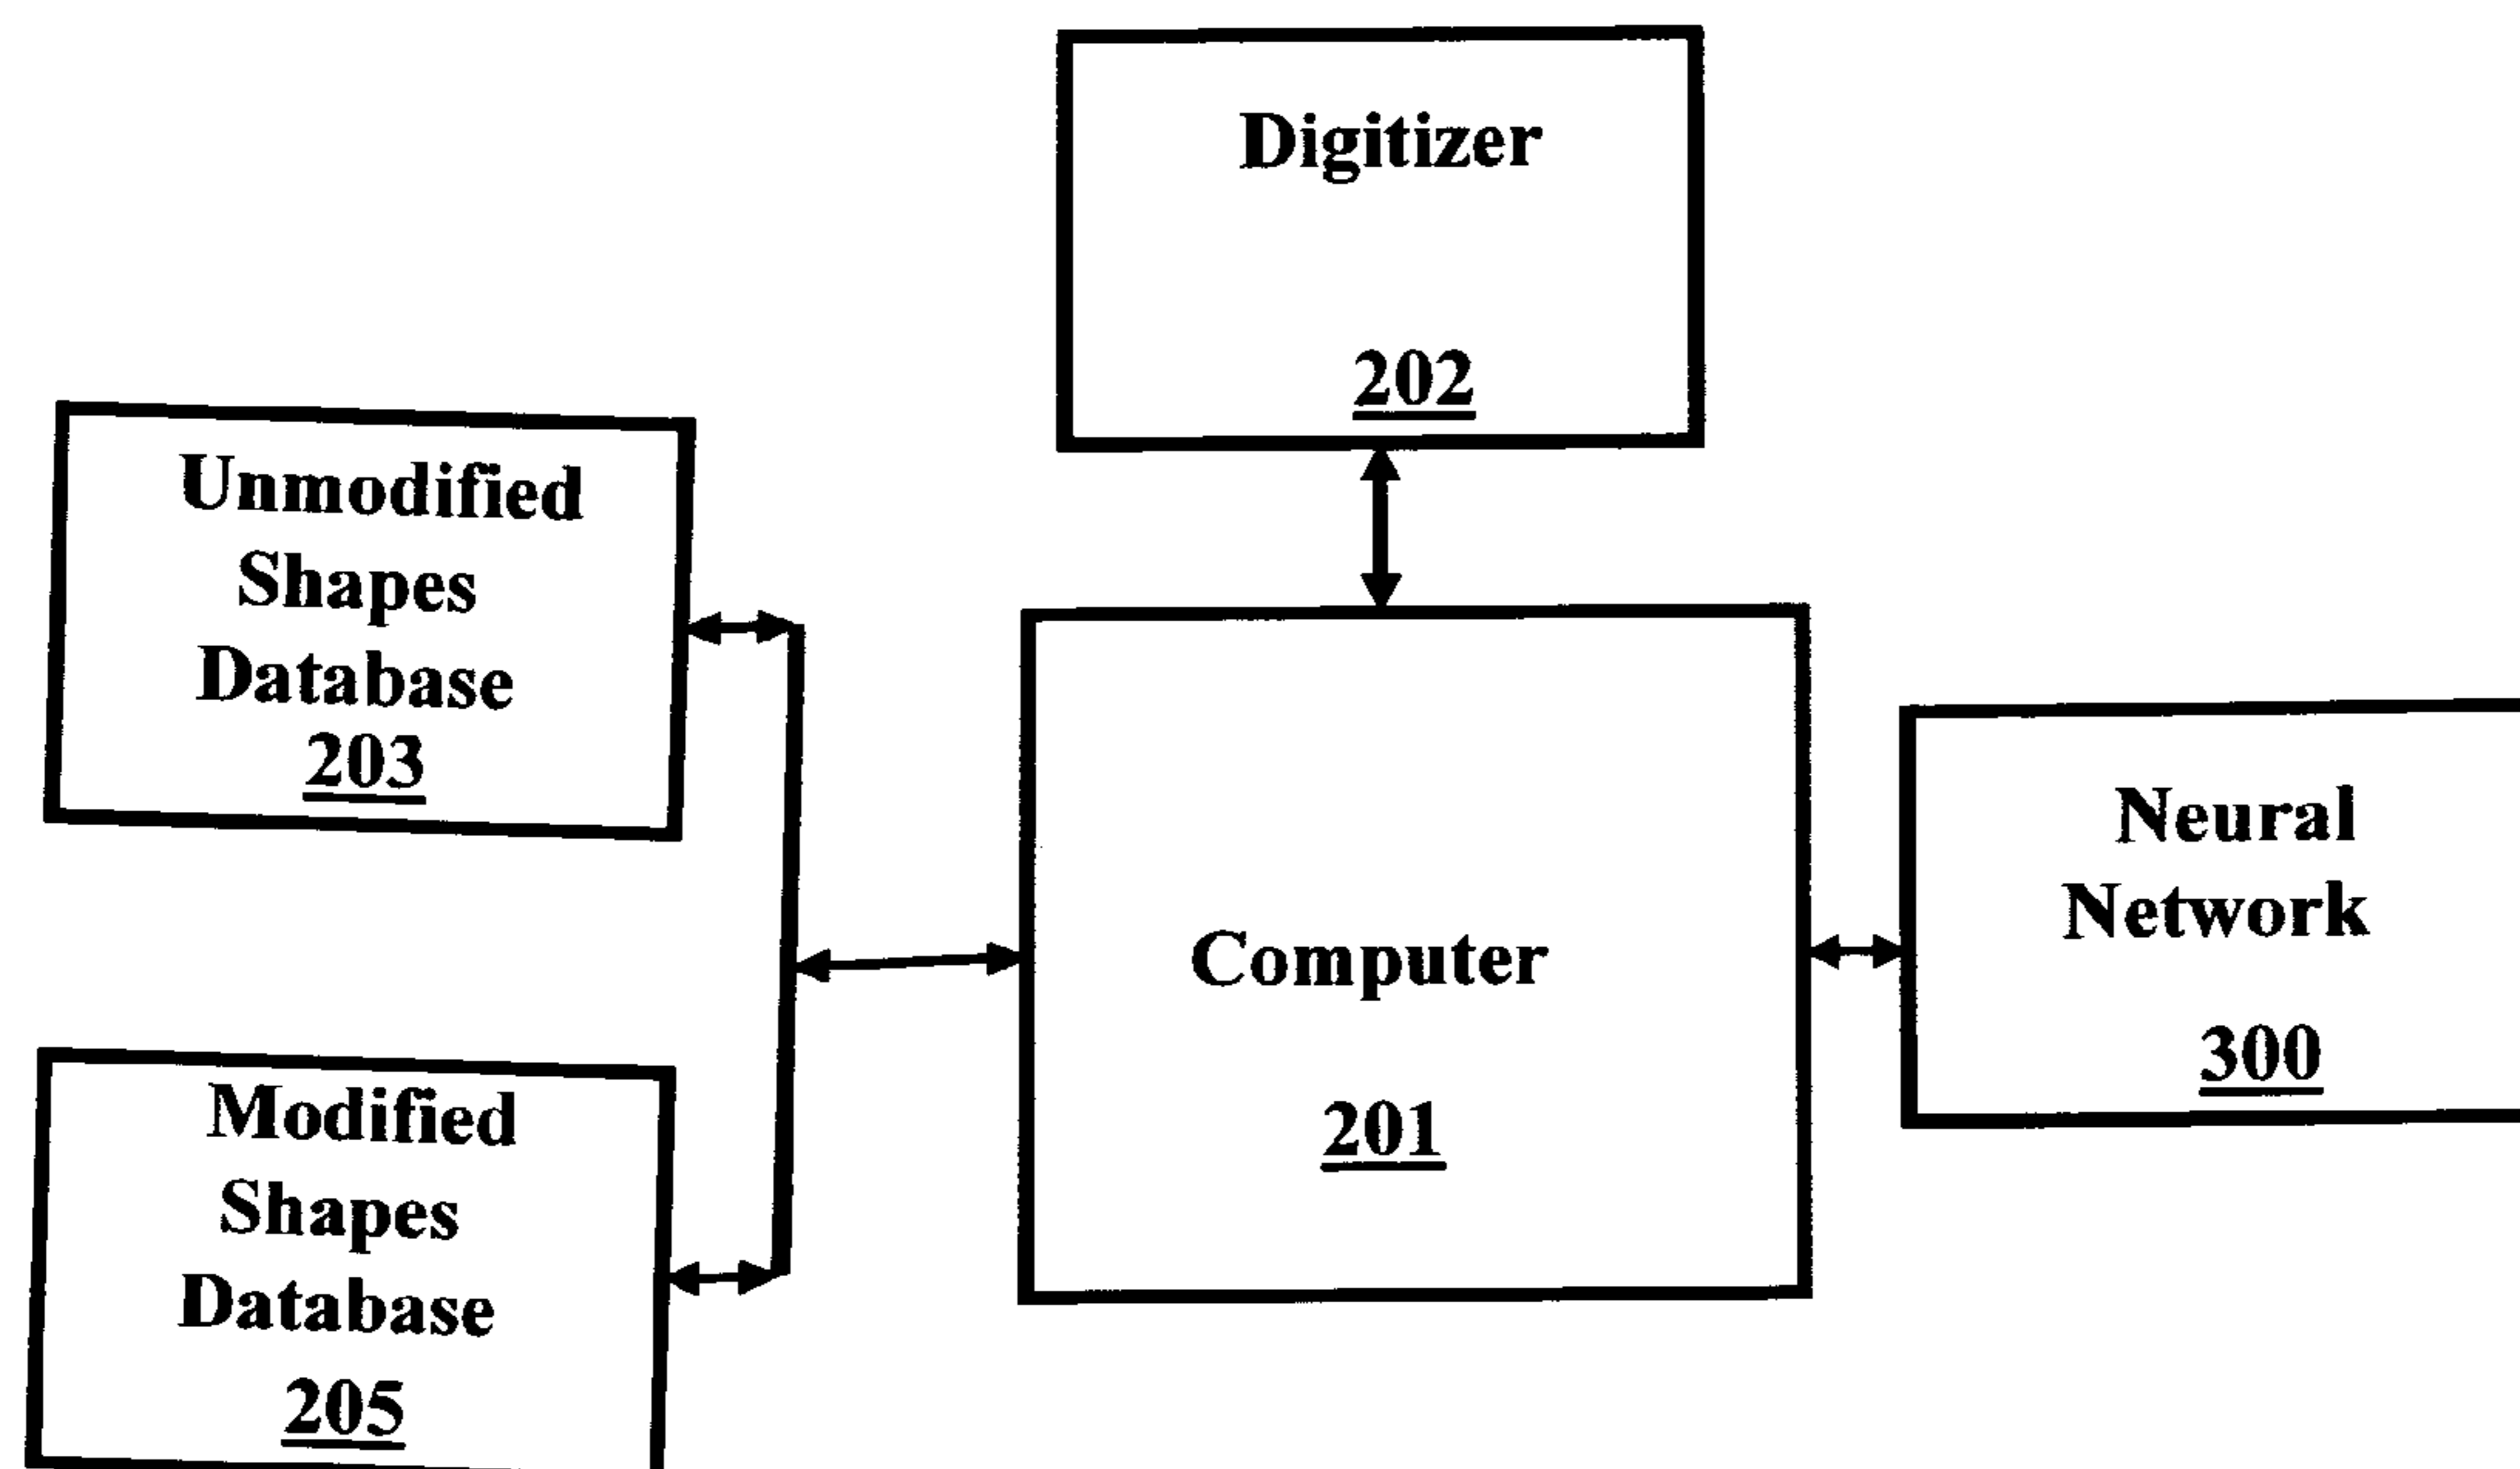 Digitizer
202
Unmodified
Shapes
Database
203
Computer
201
Neural
Network
300
Modified
Shapes
Database
205